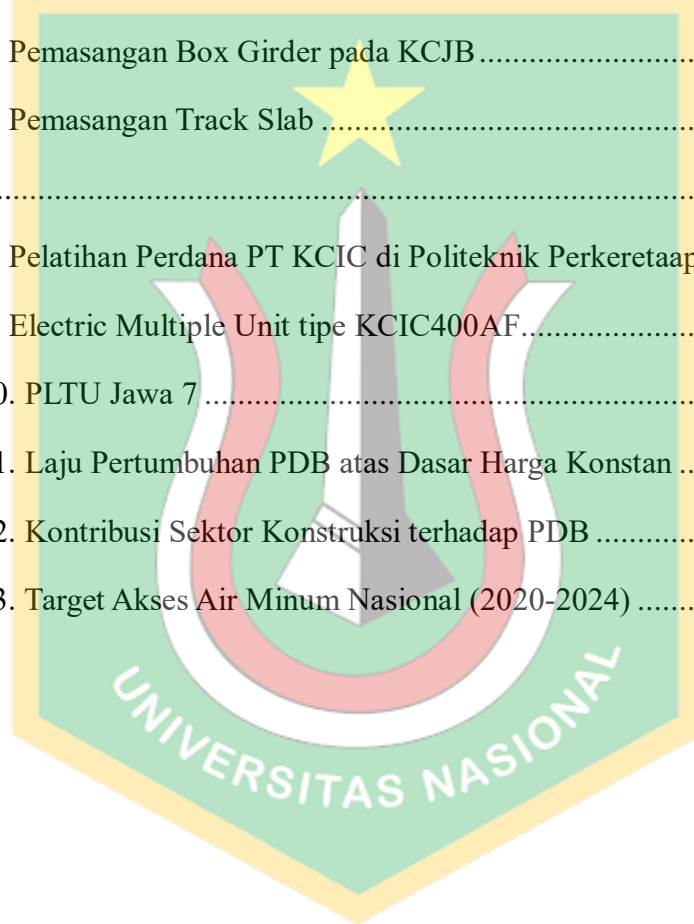 Pemasangan Box Girder pada KCJB........................
Pemasangan Track Slab ........................................
.............................................................................
Pelatihan Perdana PT KCIC di Politeknik Perkeretaap
Electric Multiple Unit tipe KCIC400AF.....................
0. PLTU Jawa 7 ......................................................
1. Laju Pertumbuhan PDB atas Dasar Harga Konstan ..
2. Kontribusi Sektor Konstruksi terhadap PDB ............
3. Target Akses Air Minum Nasional (2020-2024) .......
UNIVERSITAS NASIONAL